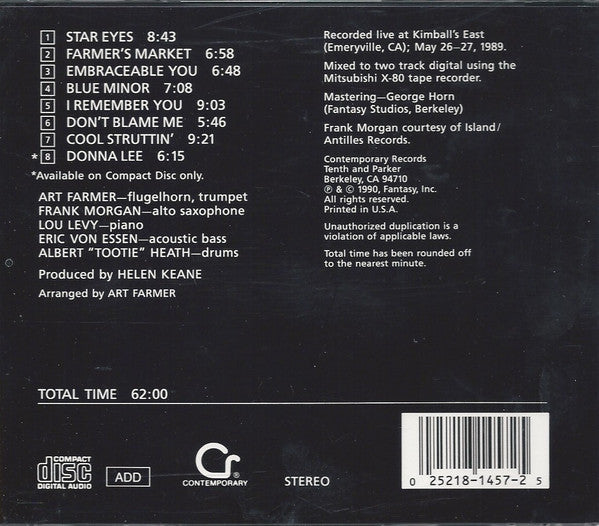 1 STAR EYES 8:43
2 FARMER'S MARKET 6:58
3 EMBRACEABLE YOU 6:48
4 BLUE MINOR 7:08
5 I REMEMBER YOU 9:03
6 DON'T BLAME ME 5:46
7 COOL STRUTTIN' 9:21
*8 DONNA LEE 6:15
*Available on Compact Disc only.
ART FARMER—flugelhorn, trumpet
FRANK MORGAN—alto saxophone
LOU LEVY—piano
ERIC VON ESSEN—acoustic bass
ALBERT "TOOTIE" HEATH—drums
Produced by HELEN KEANE
Arranged by ART FARMER
Recorded live at Kimball's East
(Emeryville, CA); May 26–27, 1989.
Mixed to two track digital using the
Mitsubishi X-80 tape recorder.
Mastering—George Horn
(Fantasy Studios, Berkeley)
Frank Morgan courtesy of Island/
Antilles Records.
Contemporary Records
Tenth and Parker
Berkeley, CA 94710
℗ & © 1990, Fantasy, Inc.
All rights reserved.
Printed in U.S.A.
Unauthorized duplication is a
violation of applicable laws.
Total time has been rounded off
to the nearest minute.
TOTAL TIME 62:00
COMPACT
disc
DIGITAL AUDIO
ADD
CR®
CONTEMPORARY
STEREO
0 25218-1457-2 5